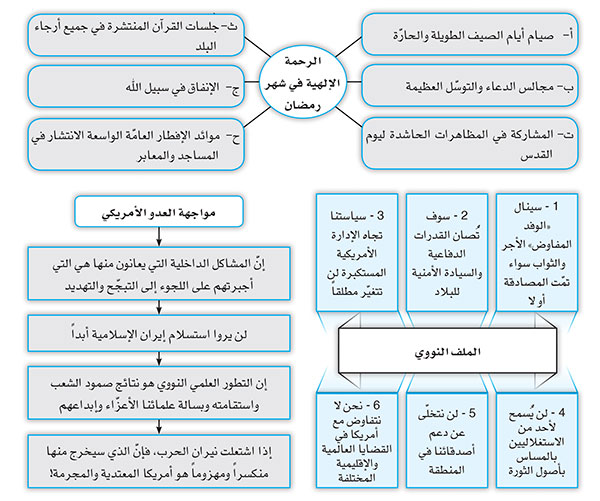 الرحمة
الإلهية في شهر
رمضان
أ- صيام أيام الصيف الطويلة والحارّة
ب- مجالس الدعاء والتوسّل العظيمة
ت- المشاركة في المظاهرات الحاشدة ليوم
القدس
ث- جلسات القرآن المنتشرة في جميع أرجاء
البلد
ج- الإنفاق في سبيل الله
ح- موائد الإفطار العامّة الواسعة الانتشار في
المساجد والمعابر
1 - سينال
«الوفد
المفاوض» الأجر
والثواب سواء
تمّت المصادقة
أو لا
2 - سوف
تُصان القدرات
الدفاعية
والسيادة الأمنية
للبلاد
3 - سياستنا
تجاه الإدارة
الأمريكية
المستكبرة لن
تتغيّر مطلقاً
الملف النووي
4 - لن يُسمح
لأحد من
الاستغلاليين
بالمساس
بأصول الثورة
5 - لن نتخلّى
عن دعم
أصدقائنا في
المنطقة
6 - نحن لا
نتفاوض مع
أمريكا في
القضايا العالمية
والإقليمية
المختلفة
مواجهة العدو الأمريكي
إنّ المشاكل الداخلية التي يعانون منها هي التي
أجبرتهم على اللجوء إلى التبجّح والتهديد
لن يروا استسلام إيران الإسلامية أبداً
إن التطور العلمي النووي هو نتائج صمود الشعب
واستقامته وبسالة علمائنا الأعزّاء وإبداعهم
إذا اشتعلت نيران الحرب، فإنّ الذي سيخرج منها
منكسراً ومهزوماً هو أمريكا المعتدية والمجرمة!